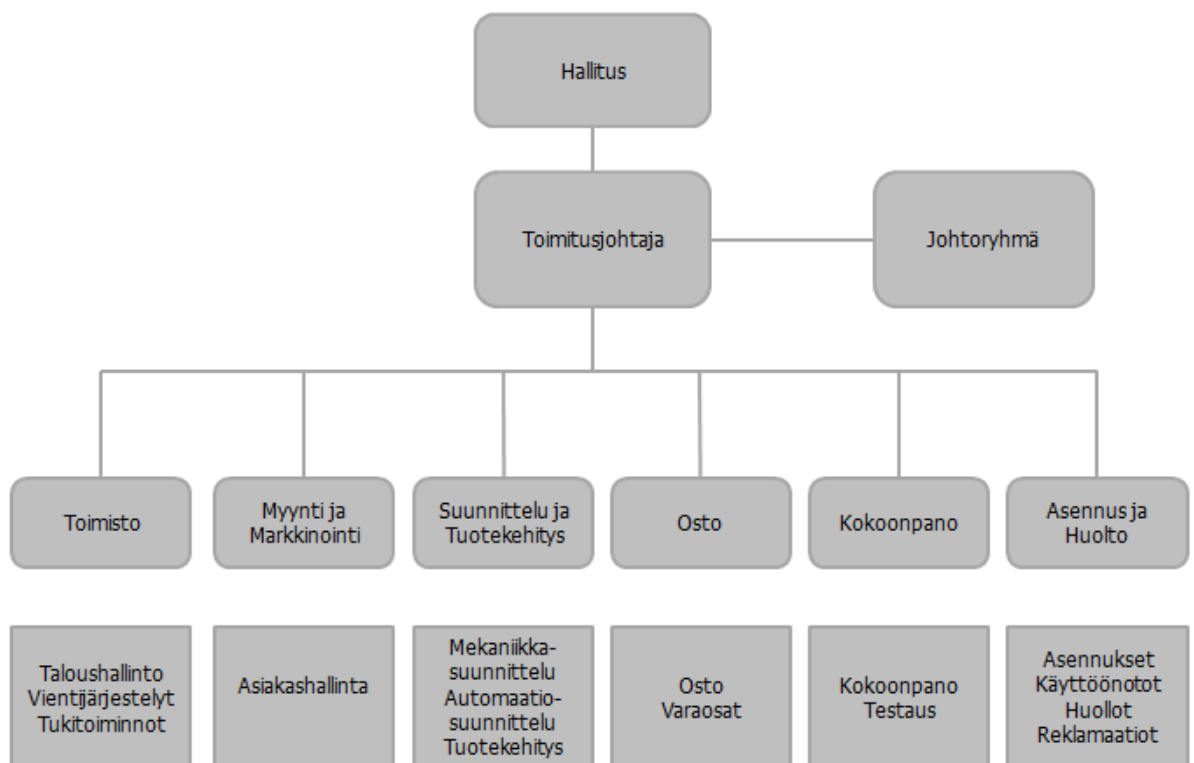 Hallitus
Toimitusjohtaja
Johtoryhmä
Toimisto
Myynti ja
Markkinointi
Suunnittelu ja
Tuotekehitys
Osto
Kokoonpano
Asennus ja
Huolto
Taloushallinto
Vientijärjestelyt
Tukitoiminnot
Asiakashallinta
Mekaniikka-
suunnittelu
Automaatio-
suunnittelu
Tuotekehitys
Osto
Varaosat
Kokoonpano
Testaus
Asennukset
Käyttöönotot
Huollot
Reklamaatiot